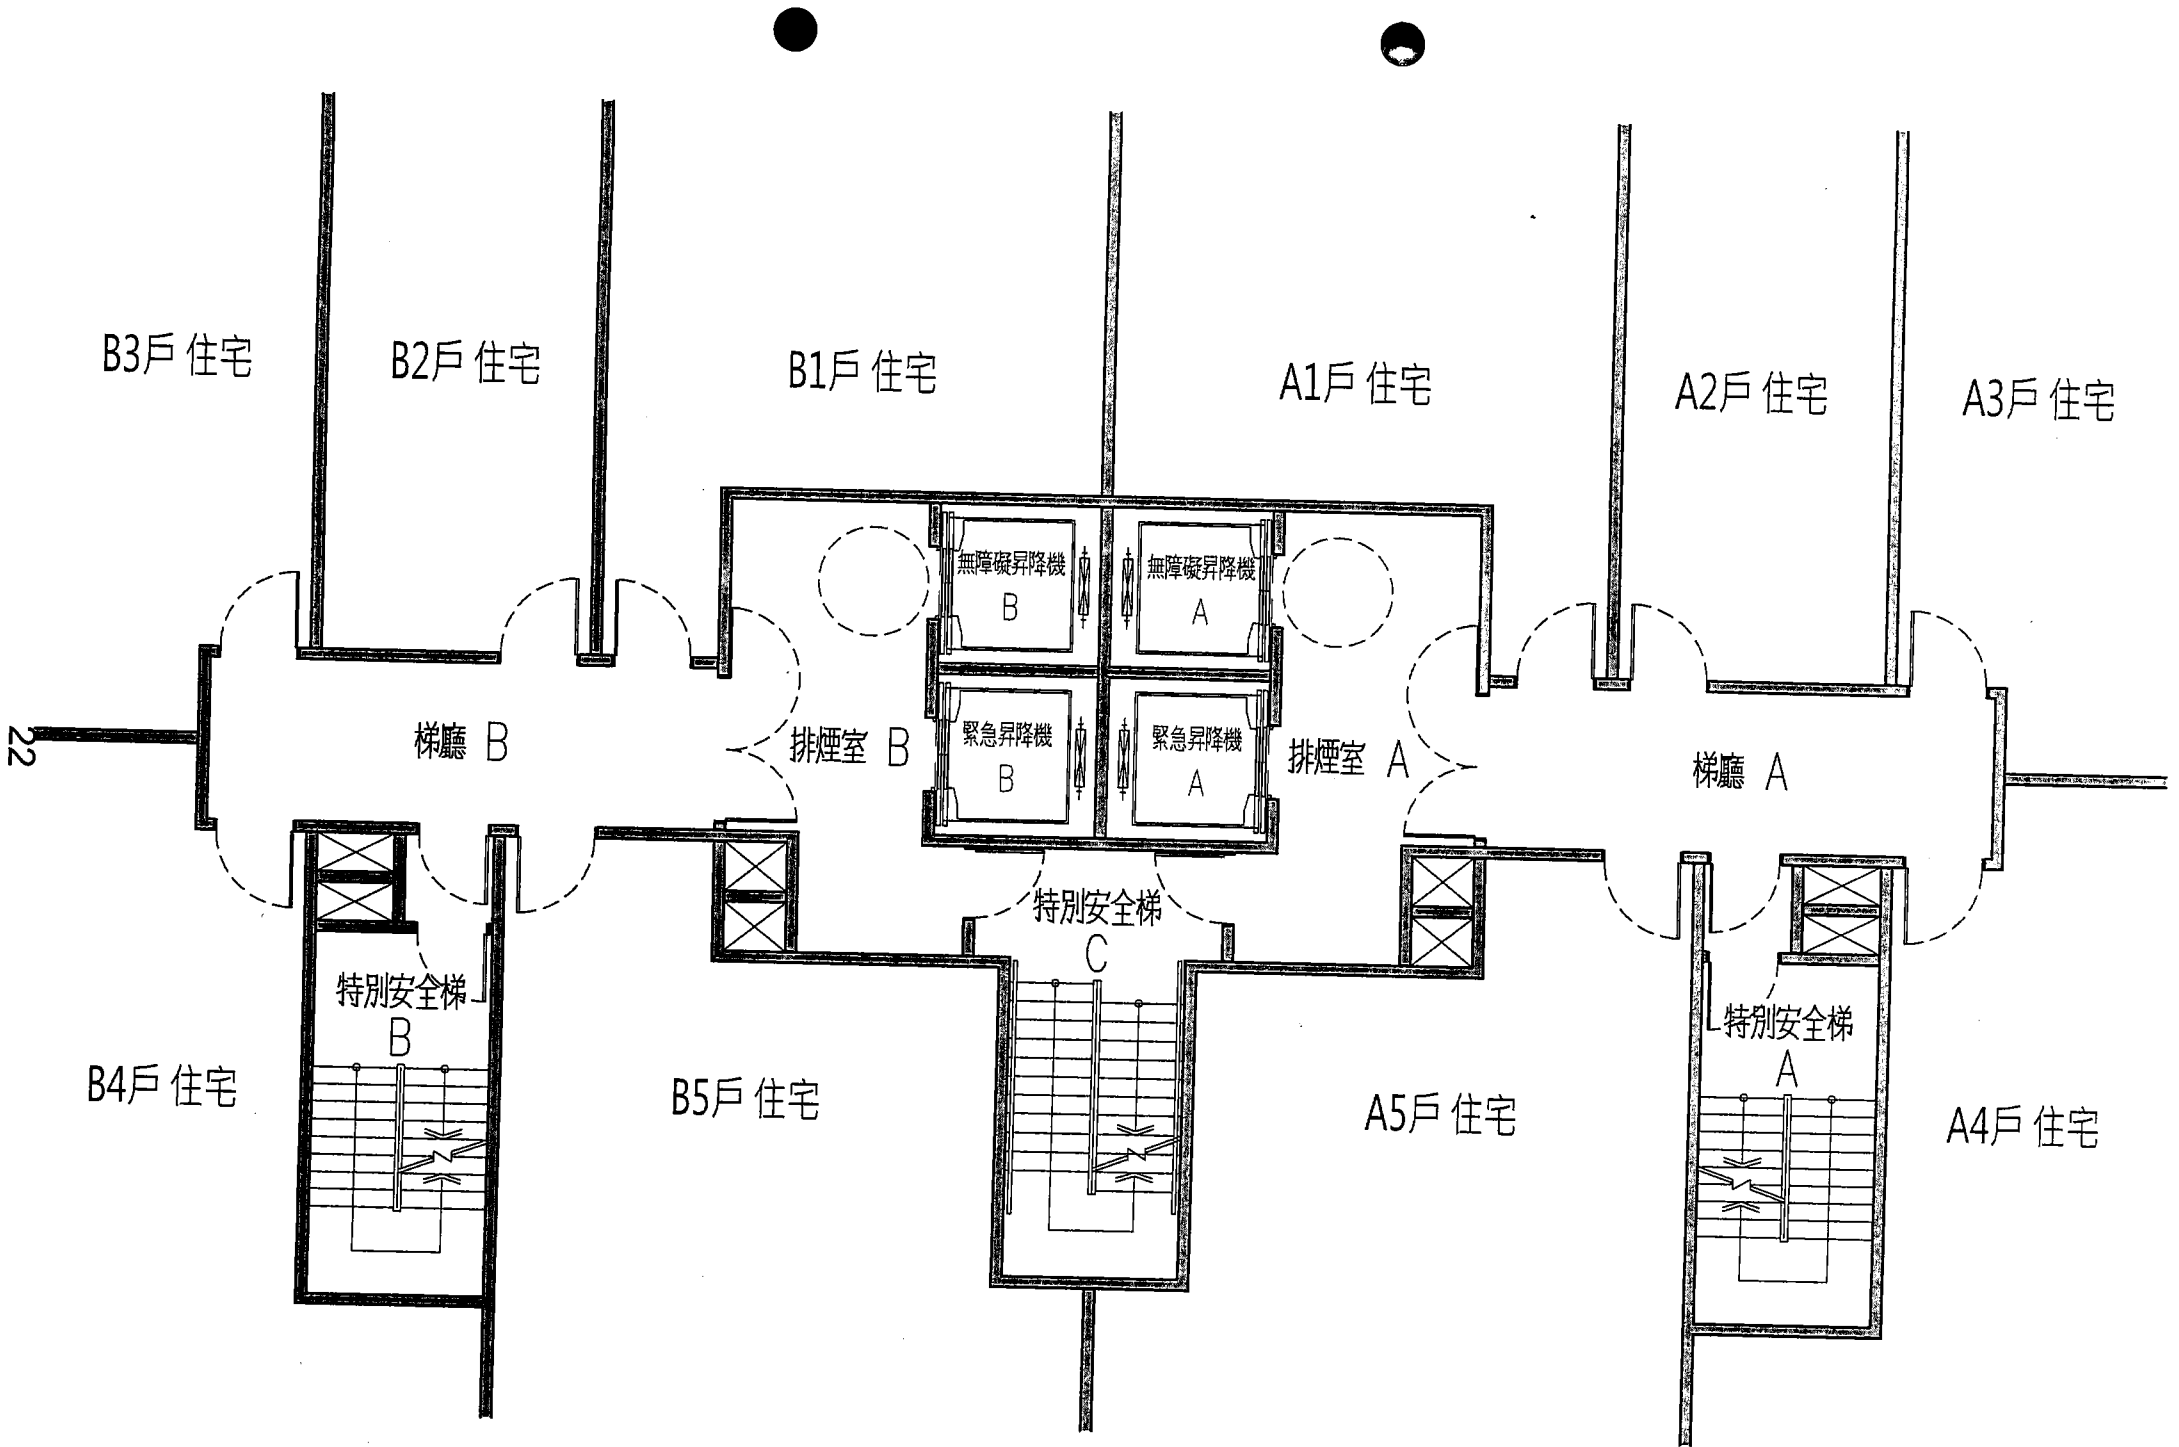 B3戶 住宅
B2戶 住宅
B1戶 住宅
A1戶 住宅
A2戶 住宅
A3戶 住宅
無障礙昇降機
B
無障礙昇降機
A
22
梯廳 B
排煙室 B
緊急昇降機
B
緊急昇降機
A
排煙室 A
梯廳 A
特別安全梯
C
特別安全梯
B
特別安全梯
A
B4戶 住宅
B5戶 住宅
A5戶 住宅
A4戶 住宅